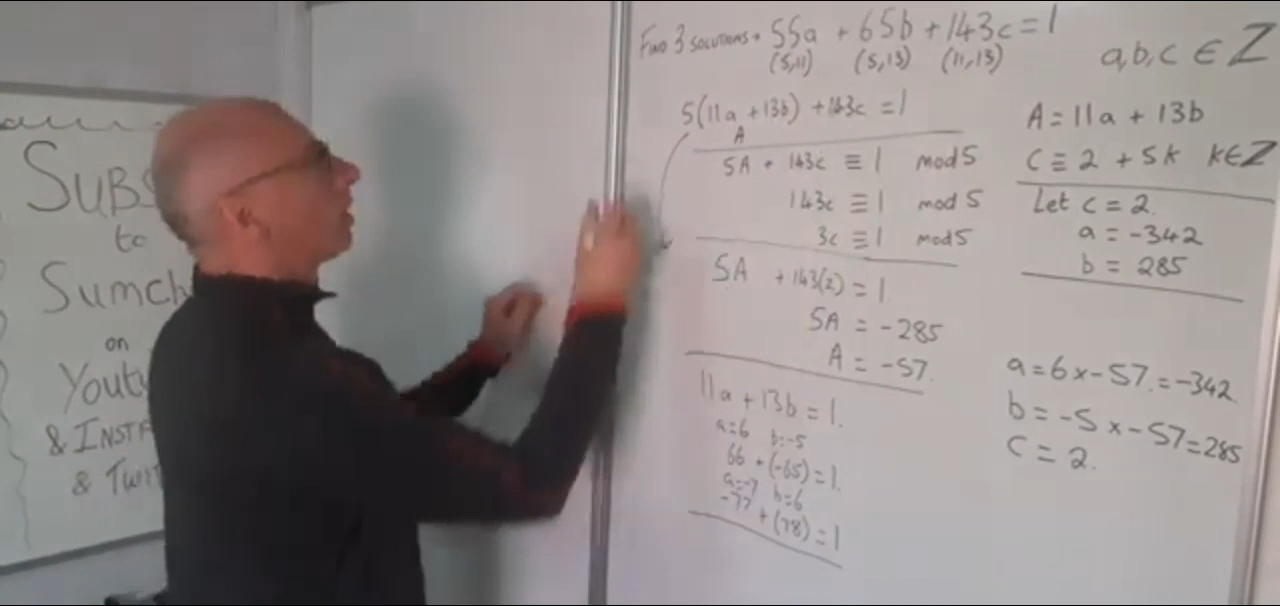 SUBS
to
Sumch
on
Yout
& INST
& TWI
FIND 3 SOLUTIONS 55a + 65b + 143c = 1
(5,11) (5,13) (11,13)
a,b,c ∈ Z
5(11a + 13b) + 143c = 1
A
5A + 143c ≡ 1 mod 5
143c ≡ 1 mod 5
3c ≡ 1 mod 5
5A + 143(2) = 1
5A = -285
A = -57.
11a + 13b = 1.
a=6 b=-5
66 + (-65) = 1.
a=-7 b=6
-77 + (78) = 1
A = 11a + 13b
C ≡ 2 + 5k k∈Z
Let c = 2.
a = -342
b = 285
a = 6 x -57. = -342
b = -5 x -57 = 285
C = 2.